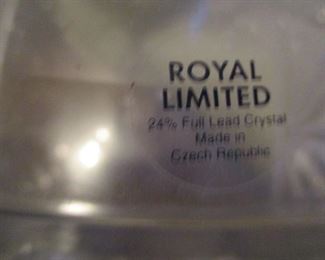 ROYAL
LIMITED
24% Full Lead Crystal
Made in
Czech Republic